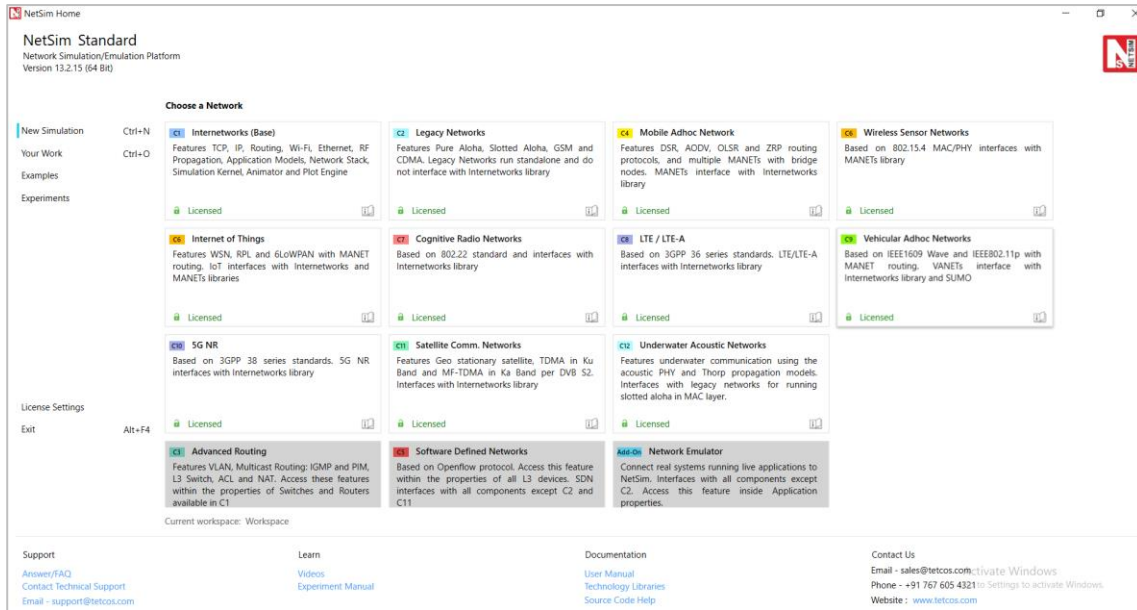 NetSim Home
NetSim Standard
Network Simulation/Emulation Platform
Version 13.2.15 (64 Bit)
NETSIM
Choose a Network
New Simulation Ctrl+N
Your Work Ctrl+O
Examples
Experiments
License Settings
Exit Alt+F4
C1 Internetworks (Base)
Features TCP, IP, Routing, Wi-Fi, Ethernet, RF
Propagation, Application Models, Network Stack,
Simulation Kernel, Animator and Plot Engine
Licensed
C2 Legacy Networks
Features Pure Aloha, Slotted Aloha, GSM and
CDMA. Legacy Networks run standalone and do
not interface with Internetworks library
Licensed
C4 Mobile Adhoc Network
Features DSR, AODV, OLSR and ZRP routing
protocols, and multiple MANETs with bridge
nodes. MANETs interface with Internetworks
library
Licensed
C6 Wireless Sensor Networks
Based on 802.15.4 MAC/PHY interfaces with
MANETs library
Licensed
C6 Internet of Things
Features WSN, RPL and 6LoWPAN with MANET
routing. IoT interfaces with Internetworks and
MANETs libraries
Licensed
C7 Cognitive Radio Networks
Based on 802.22 standard and interfaces with
Internetworks library
Licensed
C8 LTE / LTE-A
Based on 3GPP 36 series standards. LTE/LTE-A
interfaces with Internetworks library
Licensed
C9 Vehicular Adhoc Networks
Based on IEEE1609 Wave and IEEE802.11p with
MANET routing. VANETs interface with
Internetworks library and SUMO
Licensed
C10 5G NR
Based on 3GPP 38 series standards. 5G NR
interfaces with Internetworks library
Licensed
C11 Satellite Comm. Networks
Features Geo stationary satellite, TDMA in Ku
Band and MF-TDMA in Ka Band per DVB S2.
Interfaces with Internetworks library
Licensed
C12 Underwater Acoustic Networks
Features underwater communication using the
acoustic PHY and Thorp propagation models.
Interfaces with legacy networks for running
slotted aloha in MAC layer.
Licensed
C3 Advanced Routing
Features VLAN, Multicast Routing: IGMP and PIM,
L3 Switch, ACL and NAT. Access these features
within the properties of Switches and Routers
available in C1
C5 Software Defined Networks
Based on Openflow protocol. Access this feature
within the properties of all L3 devices. SDN
interfaces with all components except C2 and
C11
Add-On Network Emulator
Connect real systems running live applications to
NetSim. Interfaces with all components except
C2. Access this feature inside Application
properties.
Current workspace: Workspace
Support
Answer/FAQ
Contact Technical Support
Email - support@tetcos.com
Learn
Videos
Experiment Manual
Documentation
User Manual
Technology Libraries
Source Code Help
Contact Us
Email - sales@tetcos.com
Phone - +91 767 605 4321
Website : www.tetcos.com
Activate Windows
to Settings to activate Windows.